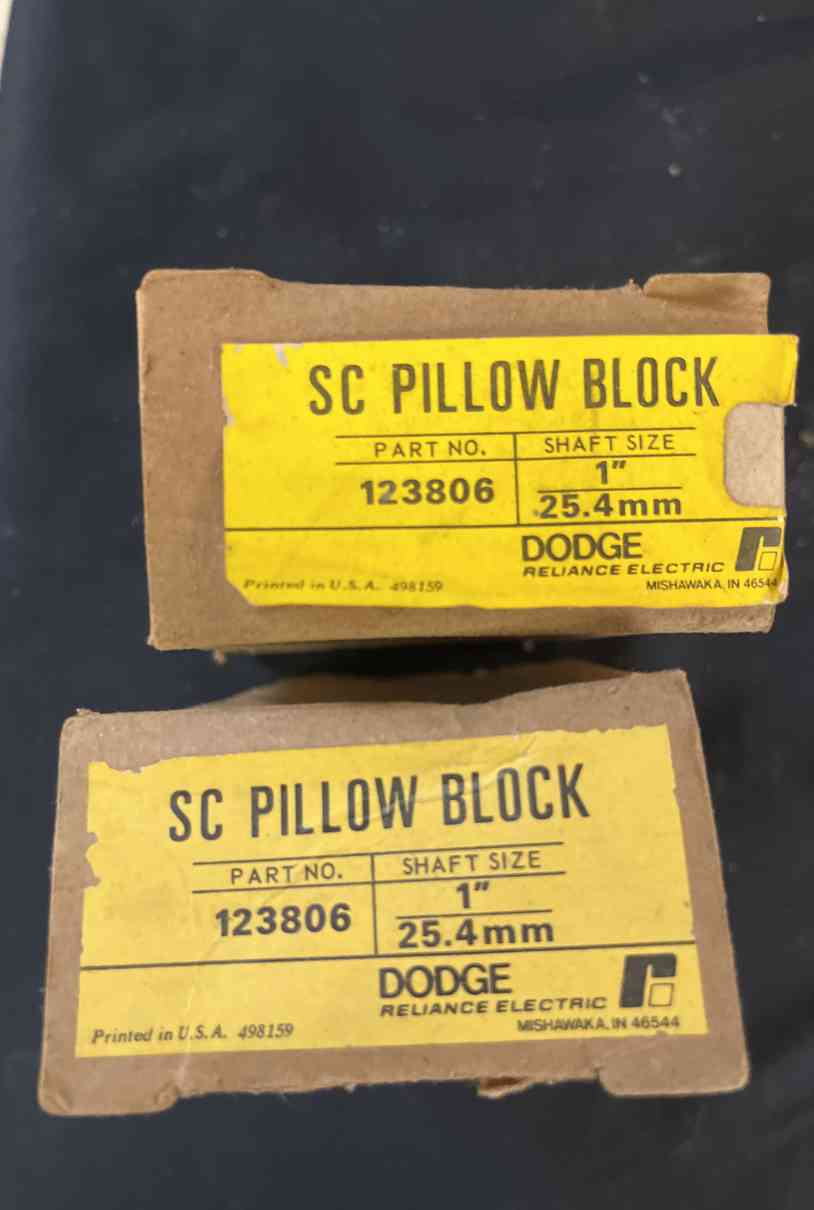 SC PILLOW BLOCK
PART NO. SHAFT SIZE
123806 1"
25.4mm
DODGE
RELIANCE ELECTRIC
Printed in U.S.A. 498159 MISHAWAKA, IN 46544
SC PILLOW BLOCK
PART NO. SHAFT SIZE
123806 1"
25.4mm
DODGE
RELIANCE ELECTRIC
Printed in U.S.A. 498159 MISHAWAKA, IN 46544